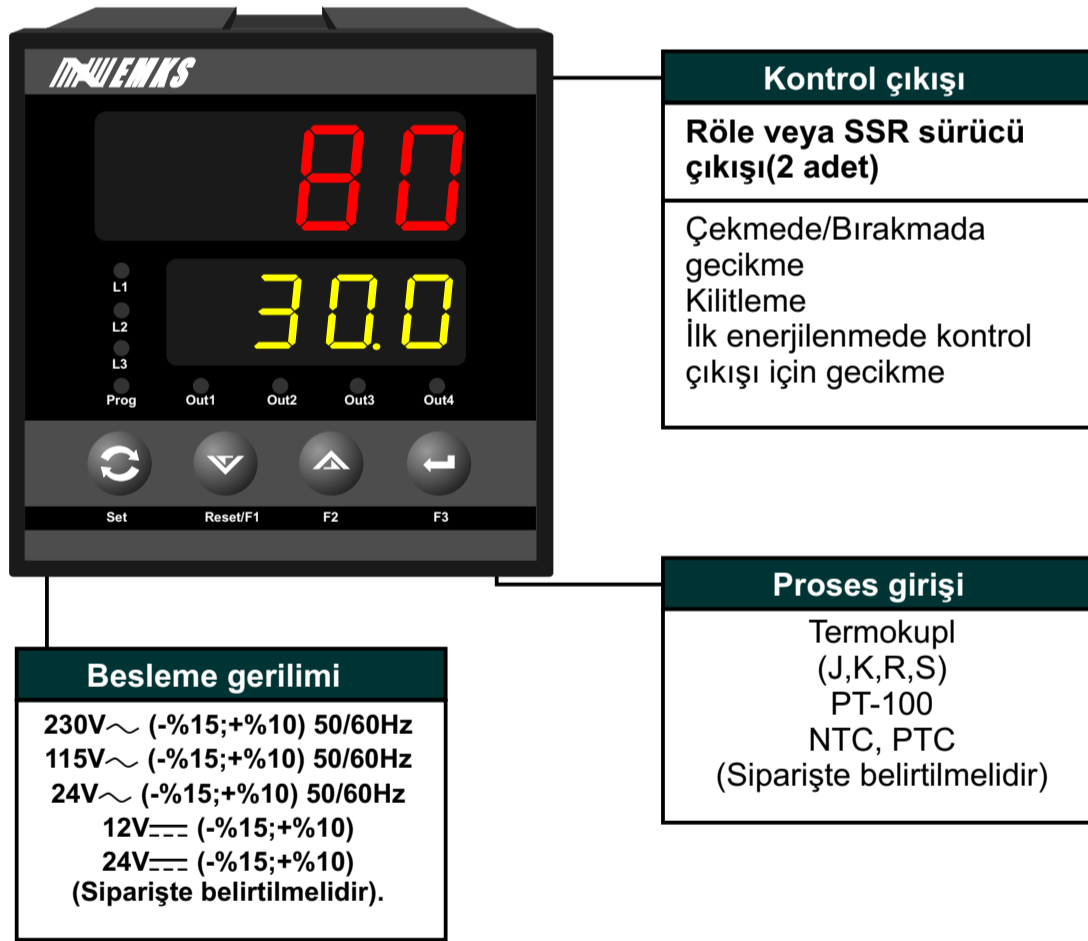 EMKS
80
30.0
L1
L2
L3
Prog Out1 Out2 Out3 Out4
Set Reset/F1 F2 F3
Kontrol çıkışı
Röle veya SSR sürücü
çıkışı(2 adet)
Çekmede/Bırakmada
gecikme
Kilitleme
İlk enerjilenmede kontrol
çıkışı için gecikme
Proses girişi
Termokupl
(J,K,R,S)
PT-100
NTC, PTC
(Siparişte belirtilmelidir)
Besleme gerilimi
230V～ (-%15;+%10) 50/60Hz
115V～ (-%15;+%10) 50/60Hz
24V～ (-%15;+%10) 50/60Hz
12V⎓ (-%15;+%10)
24V⎓ (-%15;+%10)
(Siparişte belirtilmelidir).